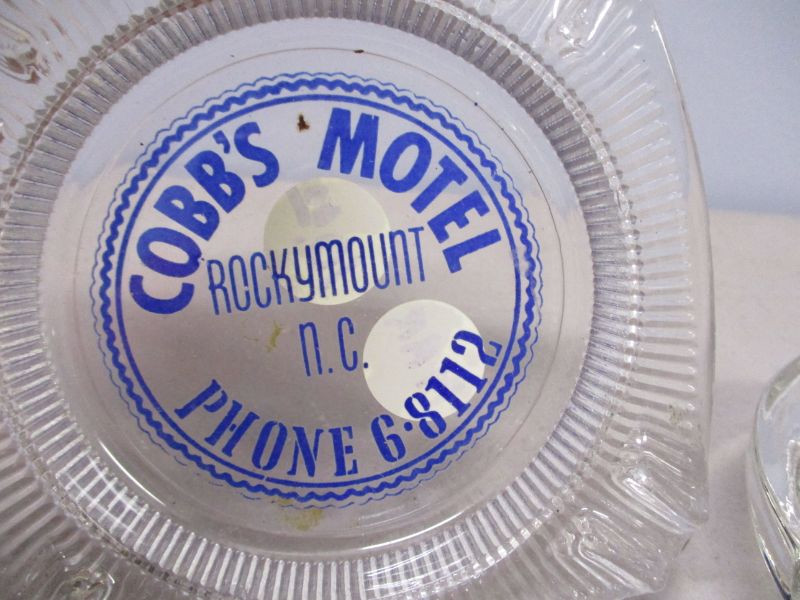 COBB'S MOTEL
ROCKYMOUNT
N.C.
PHONE 6-8112